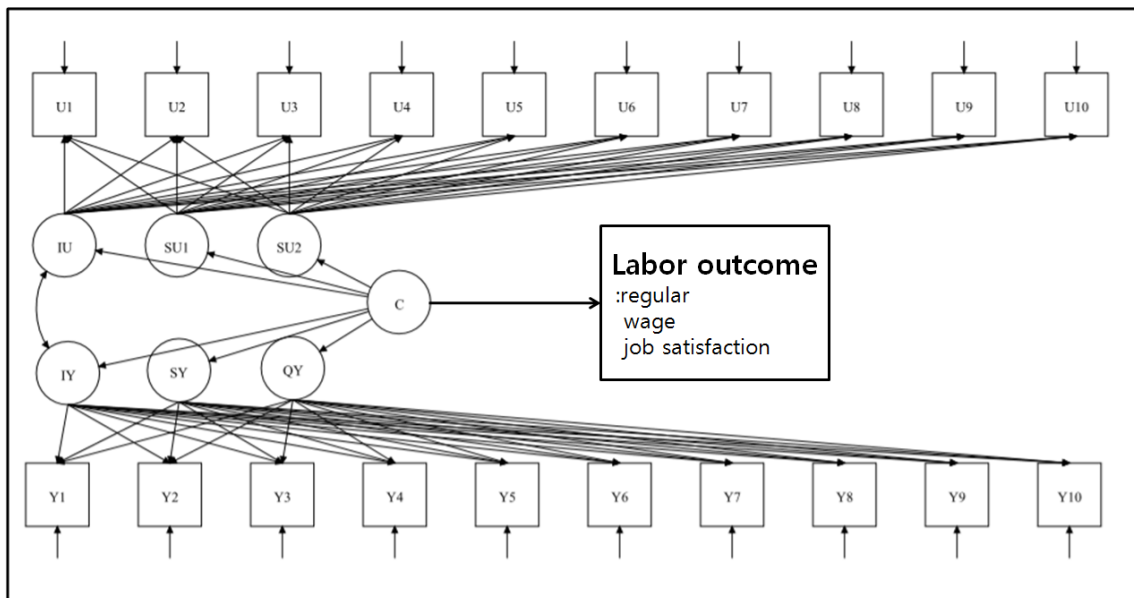 U1 U2 U3 U4 U5 U6 U7 U8 U9 U10
IU SU1 SU2
C
Labor outcome
:regular
wage
job satisfaction
IY SY QY
Y1 Y2 Y3 Y4 Y5 Y6 Y7 Y8 Y9 Y10